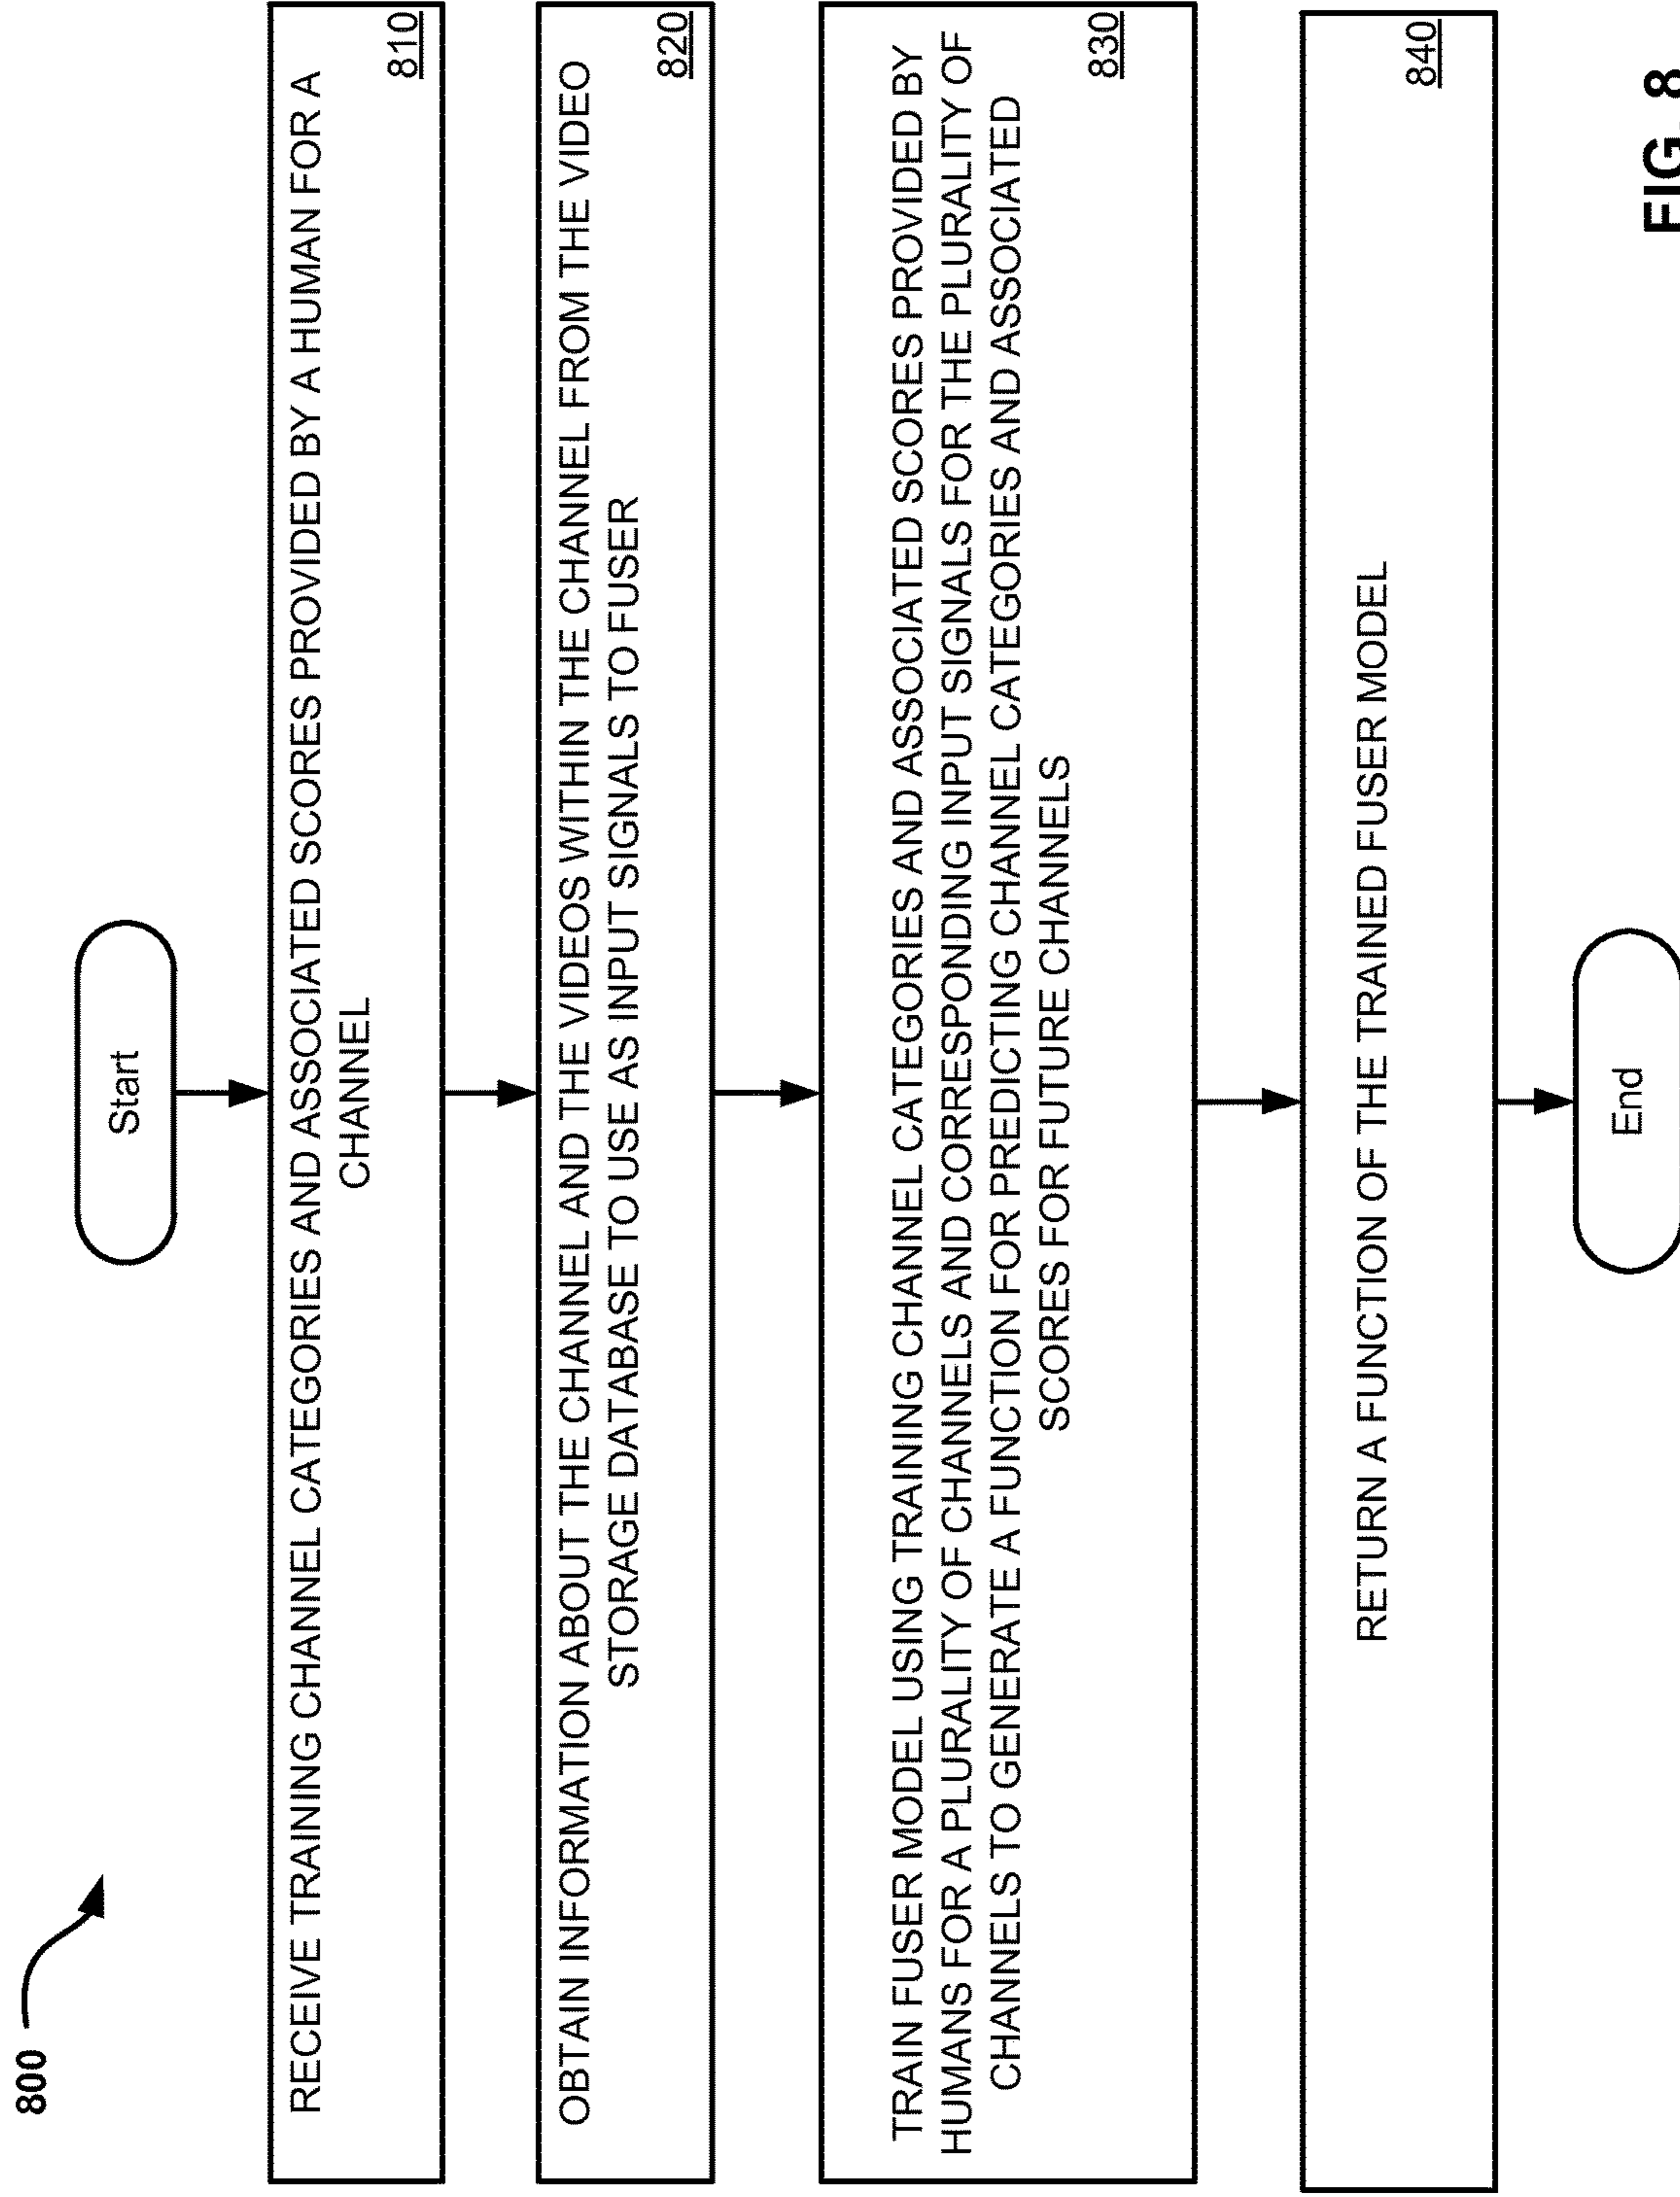 800
Start
RECEIVE TRAINING CHANNEL CATEGORIES AND ASSOCIATED SCORES PROVIDED BY A HUMAN FOR A
CHANNEL
810
OBTAIN INFORMATION ABOUT THE CHANNEL AND THE VIDEOS WITHIN THE CHANNEL FROM THE VIDEO
STORAGE DATABASE TO USE AS INPUT SIGNALS TO FUSER
820
TRAIN FUSER MODEL USING TRAINING CHANNEL CATEGORIES AND ASSOCIATED SCORES PROVIDED BY
HUMANS FOR A PLURALITY OF CHANNELS AND CORRESPONDING INPUT SIGNALS FOR THE PLURALITY OF
CHANNELS TO GENERATE A FUNCTION FOR PREDICTING CHANNEL CATEGORIES AND ASSOCIATED
SCORES FOR FUTURE CHANNELS
830
RETURN A FUNCTION OF THE TRAINED FUSER MODEL
840
End
FIG. 8